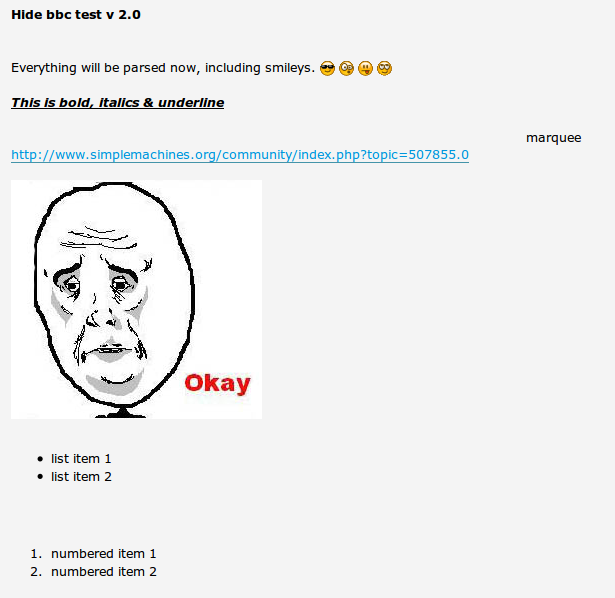 Hide bbc test v 2.0
Everything will be parsed now, including smileys.
This is bold, italics & underline
marquee
http://www.simplemachines.org/community/index.php?topic=507855.0
Okay
• list item 1
• list item 2
1. numbered item 1
2. numbered item 2